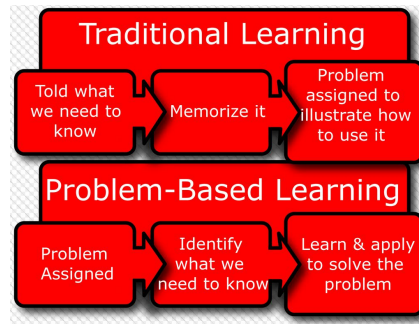 Traditional Learning
Told what
we need to
know
Memorize it
Problem
assigned to
illustrate how
to use it
Problem-Based Learning
Problem
Assigned
Identify
what we
need to know
Learn & apply
to solve the
problem